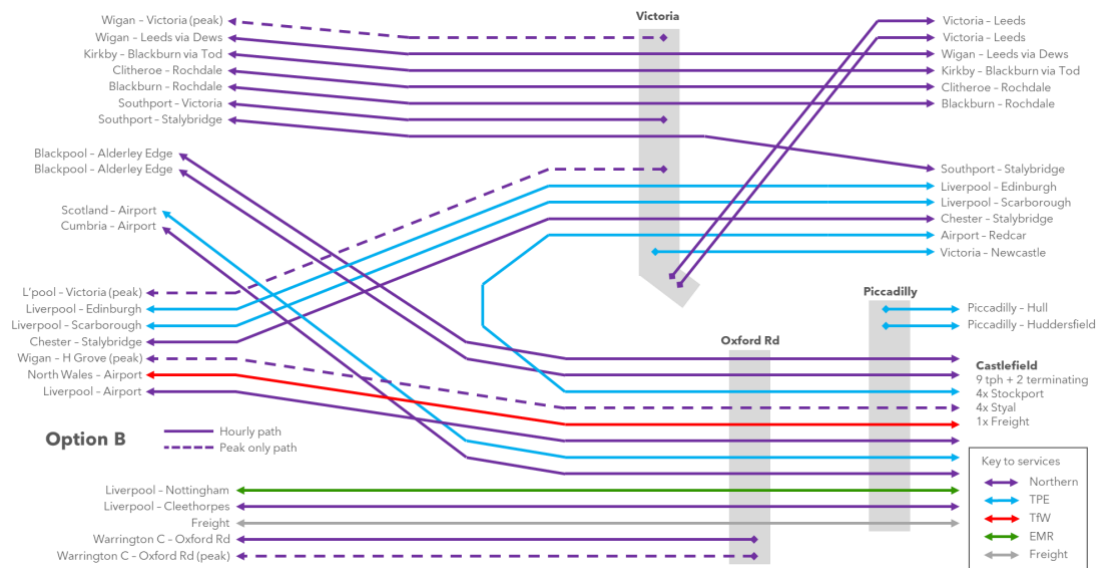 Wigan – Victoria (peak)
Wigan – Leeds via Dews
Kirkby – Blackburn via Tod
Clitheroe – Rochdale
Blackburn – Rochdale
Southport – Victoria
Southport – Stalybridge
Blackpool – Alderley Edge
Blackpool – Alderley Edge
Scotland – Airport
Cumbria – Airport
L'pool – Victoria (peak)
Liverpool – Edinburgh
Liverpool – Scarborough
Chester – Stalybridge
Wigan – H Grove (peak)
North Wales – Airport
Liverpool – Airport
Option B
Hourly path
Peak only path
Liverpool – Nottingham
Liverpool – Cleethorpes
Freight
Warrington C – Oxford Rd
Warrington C – Oxford Rd (peak)
Victoria
Oxford Rd
Piccadilly
Victoria – Leeds
Victoria – Leeds
Wigan – Leeds via Dews
Kirkby – Blackburn via Tod
Clitheroe – Rochdale
Blackburn – Rochdale
Southport – Stalybridge
Liverpool – Edinburgh
Liverpool – Scarborough
Chester – Stalybridge
Airport – Redcar
Victoria – Newcastle
Piccadilly – Hull
Piccadilly – Huddersfield
Castlefield
9 tph + 2 terminating
4x Stockport
4x Styal
1x Freight
Key to services
Northern
TPE
TfW
EMR
Freight